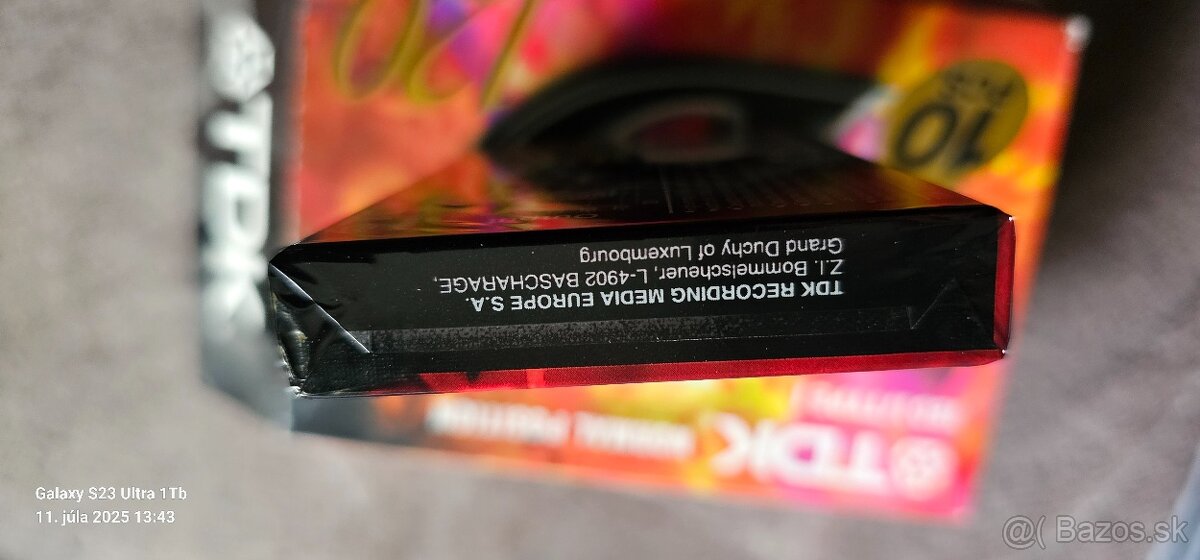 TDK RECORDING MEDIA EUROPE S.A.
Z.I. Bommelscheuer, L-4902 BASCHARAGE,
Grand Duchy of Luxembourg
TDK
10
TDK
Galaxy S23 Ultra 1Tb
11. júla 2025 13:43
@( Bazos.sk